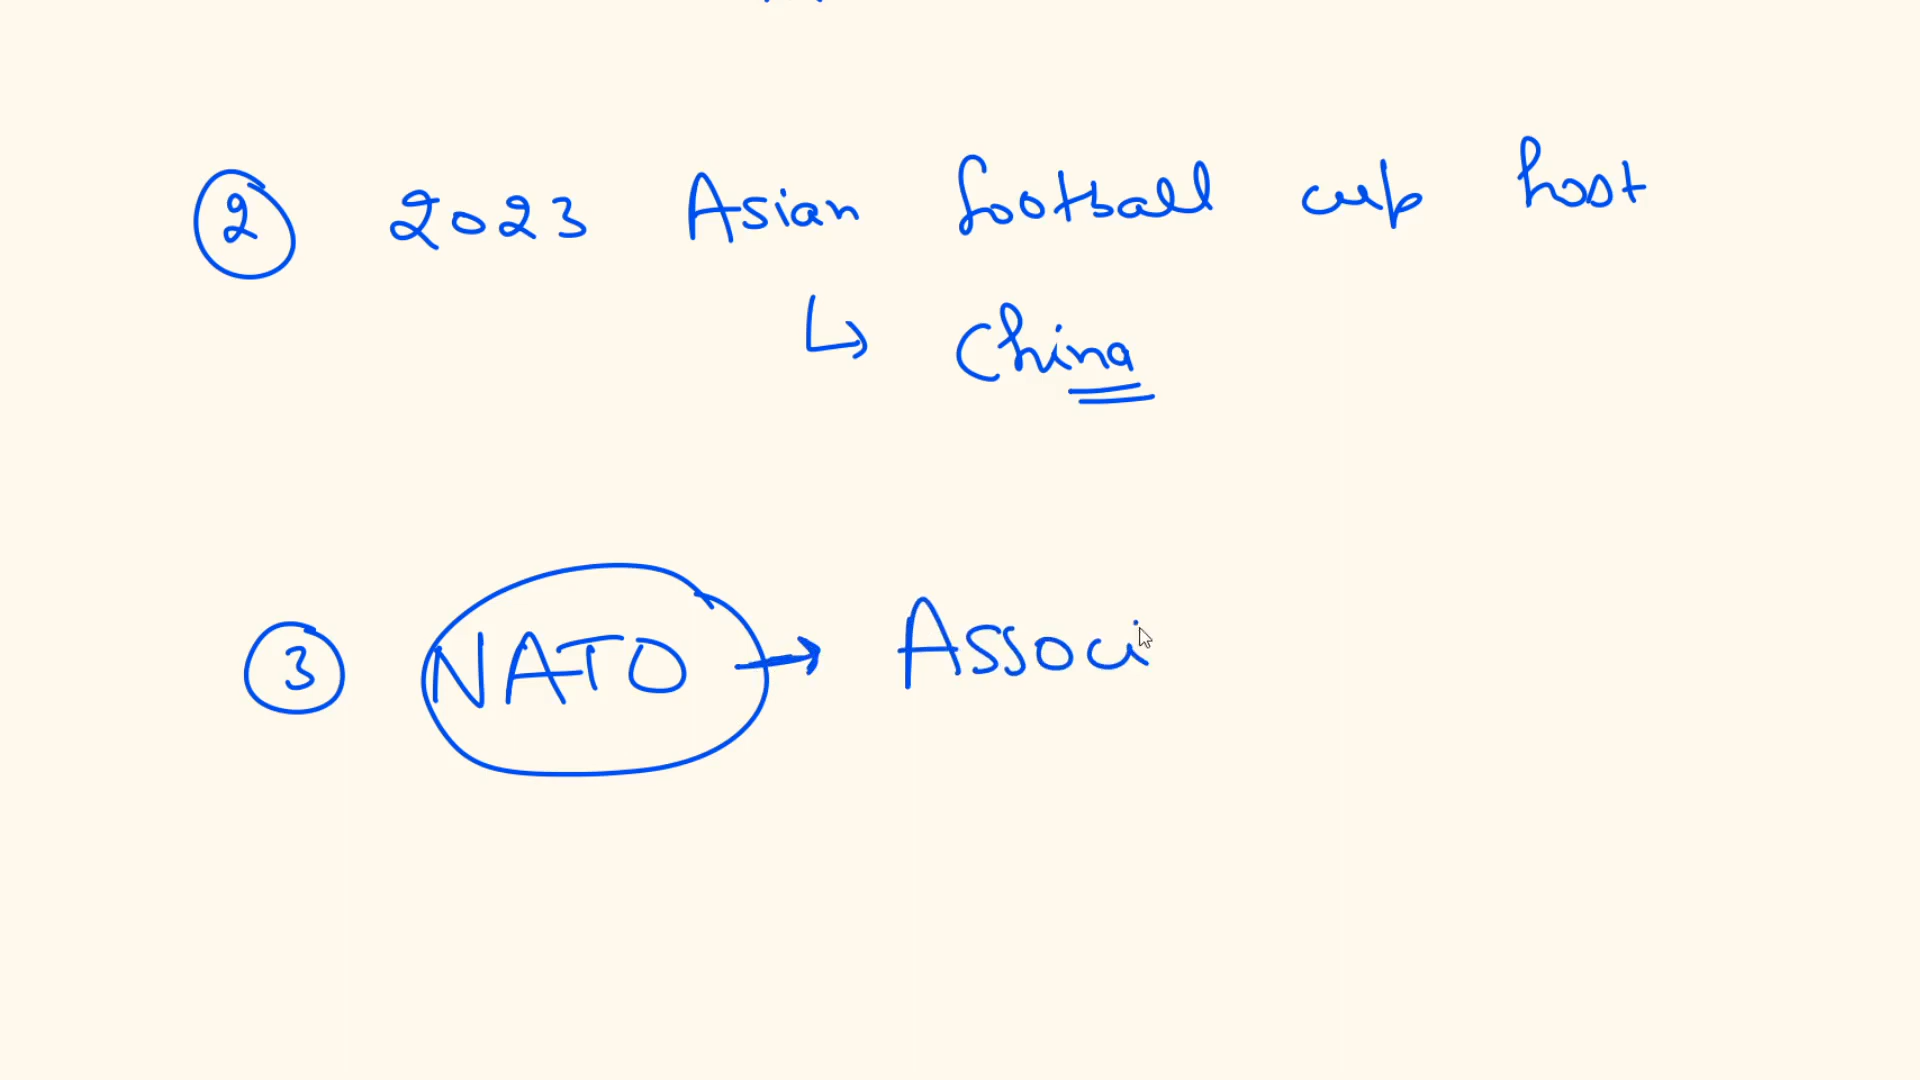 ② 2023 Asian football cup host
↳ China
③ NATO → Associ